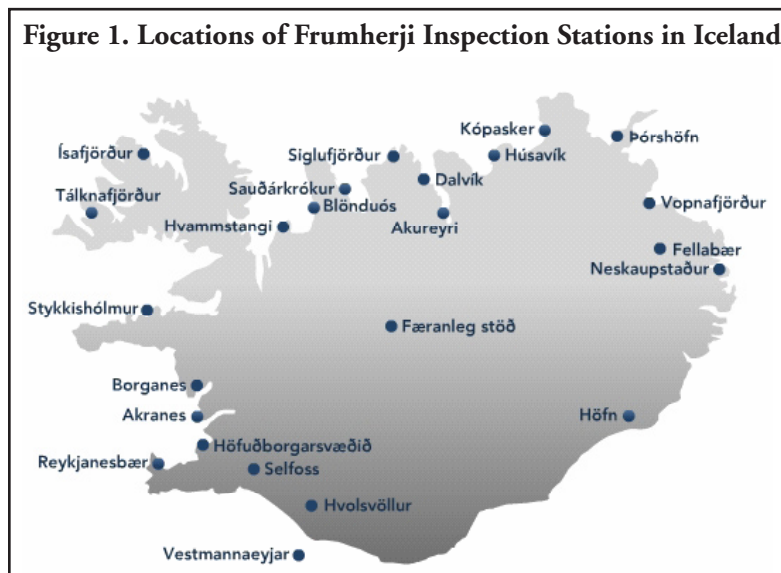 Figure 1. Locations of Frumherji Inspection Stations in Iceland
Kópasker
Þórshöfn
Ísafjörður
Siglufjörður
Húsavík
Dalvík
Tálknafjörður
Sauðárkrókur
Blönduós
Vopnafjörður
Hvammstangi
Akureyri
Fellabær
Neskaupstaður
Stykkishólmur
Færanleg stöð
Borganes
Akranes
Höfn
Höfuðborgarsvæðið
Reykjanesbær
Selfoss
Hvolsvöllur
Vestmannaeyjar